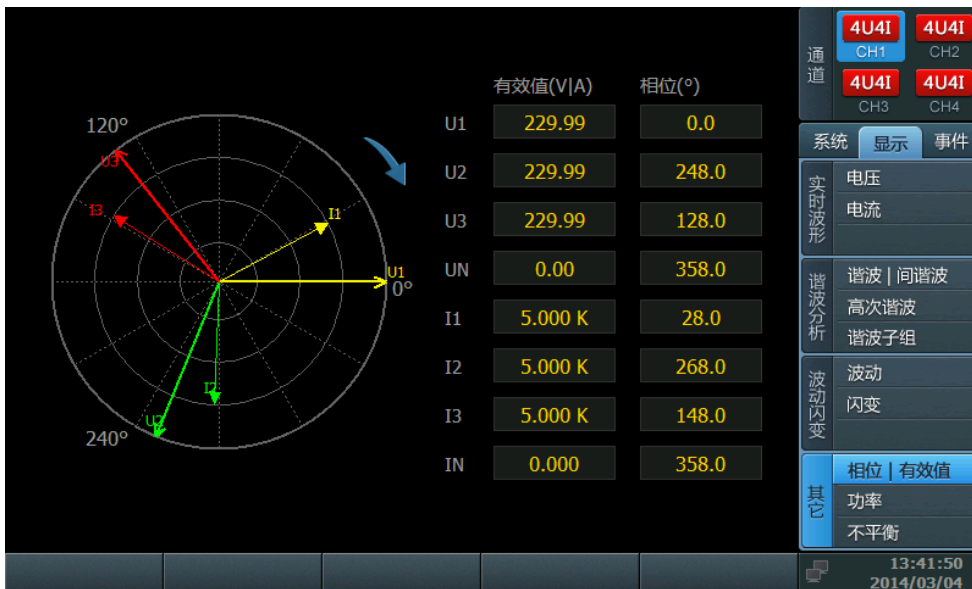 通道
4U4I 4U4I
CH1 CH2
4U4I 4U4I
CH3 CH4
系统 显示 事件
实时波形
电压
电流
谐波分析
谐波 | 间谐波
高次谐波
谐波子组
波动闪变
波动
闪变
其它
相位 | 有效值
功率
不平衡
有效值(V|A) 相位(°)
U1 229.99 0.0
U2 229.99 248.0
U3 229.99 128.0
UN 0.00 358.0
I1 5.000 K 28.0
I2 5.000 K 268.0
I3 5.000 K 148.0
IN 0.000 358.0
120°
U3
I3
I1
U1
0°
I2
U2
240°
13:41:50
2014/03/04